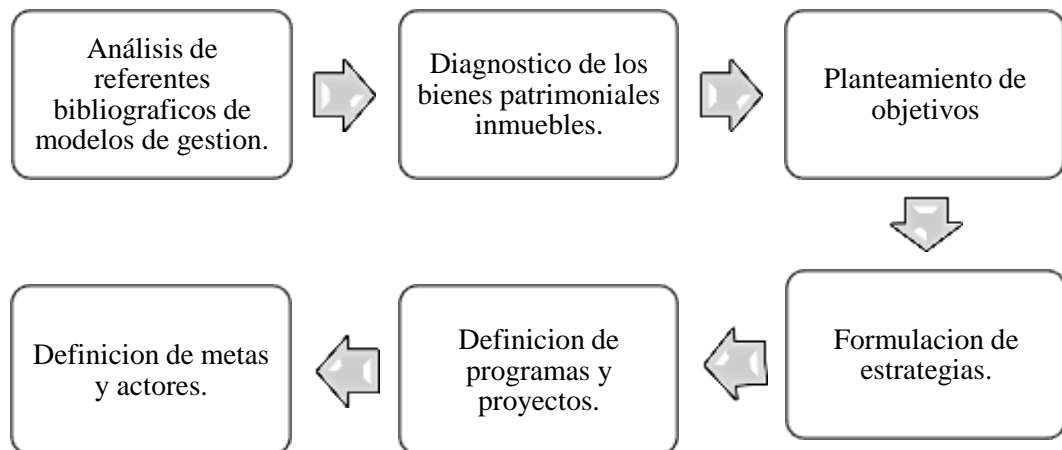 Análisis de
referentes
bibliograficos de
modelos de gestion.
Diagnostico de los
bienes patrimoniales
inmuebles.
Planteamiento de
objetivos
Formulacion de
estrategias.
Definicion de
programas y
proyectos.
Definicion de metas
y actores.